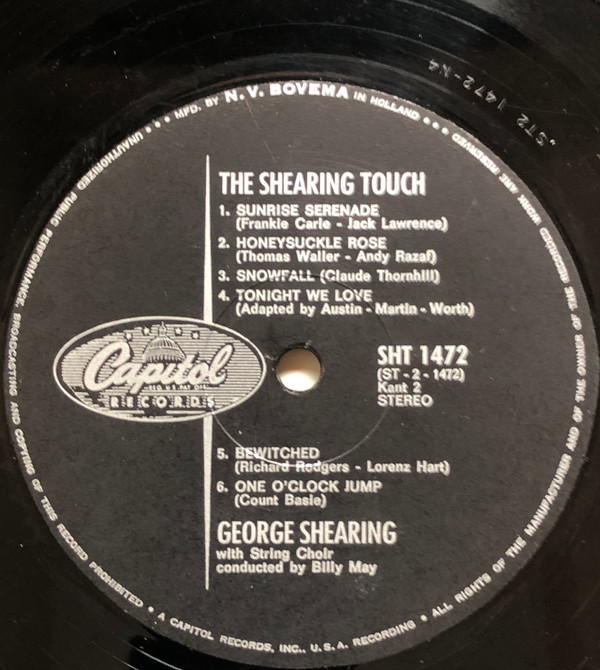 .ST2 1472-N4
MFD. BY N.V. BOVEMA IN HOLLAND • • • ALL RIGHTS OF THE MANUFACTURER AND OF THE OWNER OF THE RECORDED WORK ARE RESERVED
UNAUTHORIZED PUBLIC PERFORMANCE, BROADCASTING AND COPYING OF THIS RECORD PROHIBITED • A CAPITOL RECORDS, INC., U.S.A. RECORDING •
THE SHEARING TOUCH
1. SUNRISE SERENADE
(Frankie Carle - Jack Lawrence)
2. HONEYSUCKLE ROSE
(Thomas Waller - Andy Razaf)
3. SNOWFALL (Claude Thornhill)
4. TONIGHT WE LOVE
(Adapted by Austin - Martin - Worth)
Capitol
REG. U.S. PAT. OFF.
RECORDS
SHT 1472
(ST - 2 - 1472)
Kant 2
STEREO
5. BEWITCHED
(Richard Rodgers - Lorenz Hart)
6. ONE O'CLOCK JUMP
(Count Basie)
GEORGE SHEARING
with String Choir
conducted by Billy May